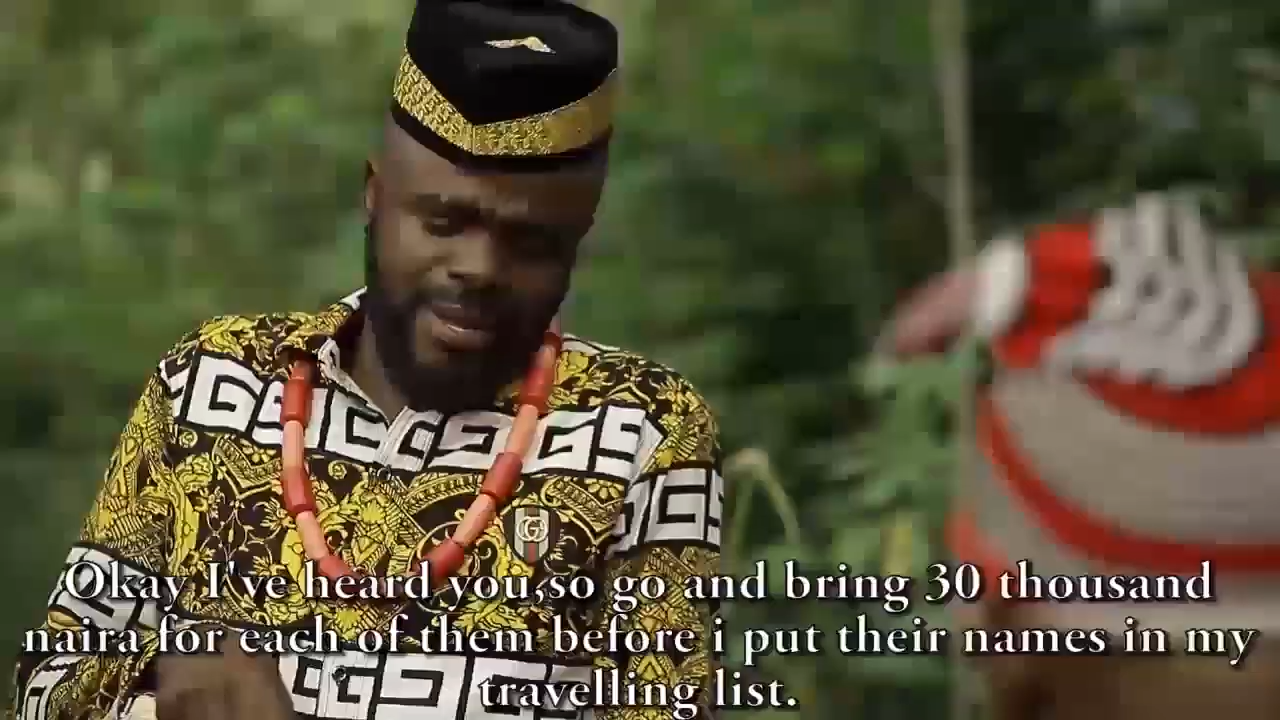 Okay I've heard you,so go and bring 30 thousand
naira for each of them before i put their names in my
travelling list.